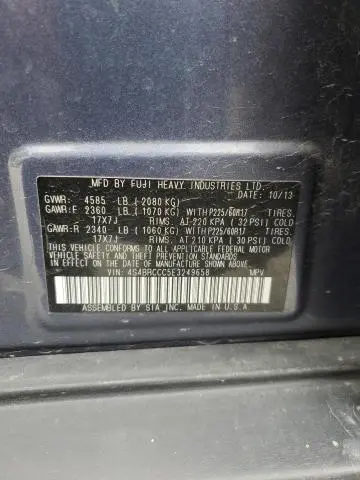 MFD BY FUJI HEAVY INDUSTRIES LTD.
DATE: 10/13
GVWR: 4585 LB (2080 KG)
GAWR:F 2360 LB (1070 KG) WITH P225/60R17 TIRES,
17X7J RIMS, AT 220 KPA (32 PSI)
GAWR:R 2340 LB (1060 KG) WITH P225/60R17 TIRES,
17X7J RIMS, AT 210 KPA (30 PSI)
THIS VEHICLE CONFORMS TO ALL APPLICABLE FEDERAL MOTOR
VEHICLE SAFETY BUMPER AND THEFT PREVENTION STANDARDS
IN EFFECT ON THE DATE OF MANUFACTURE SHOWN ABOVE.
VIN: 4S4BRCCC5E3249658 MPV
ASSEMBLED BY SIA,INC. MADE IN U.S.A